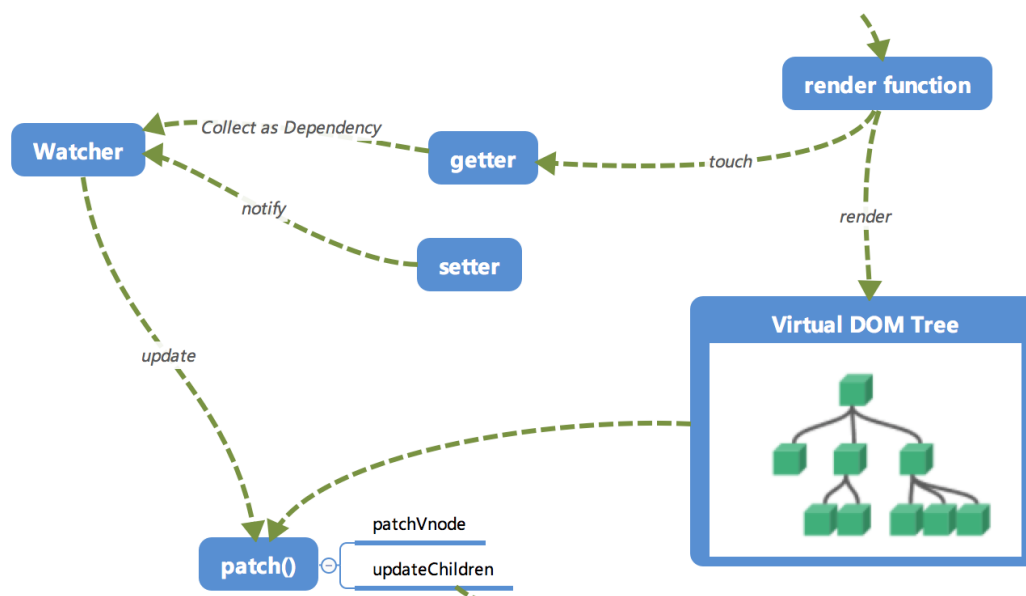 render function
Collect as Dependency
Watcher
getter
touch
notify
render
setter
Virtual DOM Tree
update
patchVnode
patch()
updateChildren